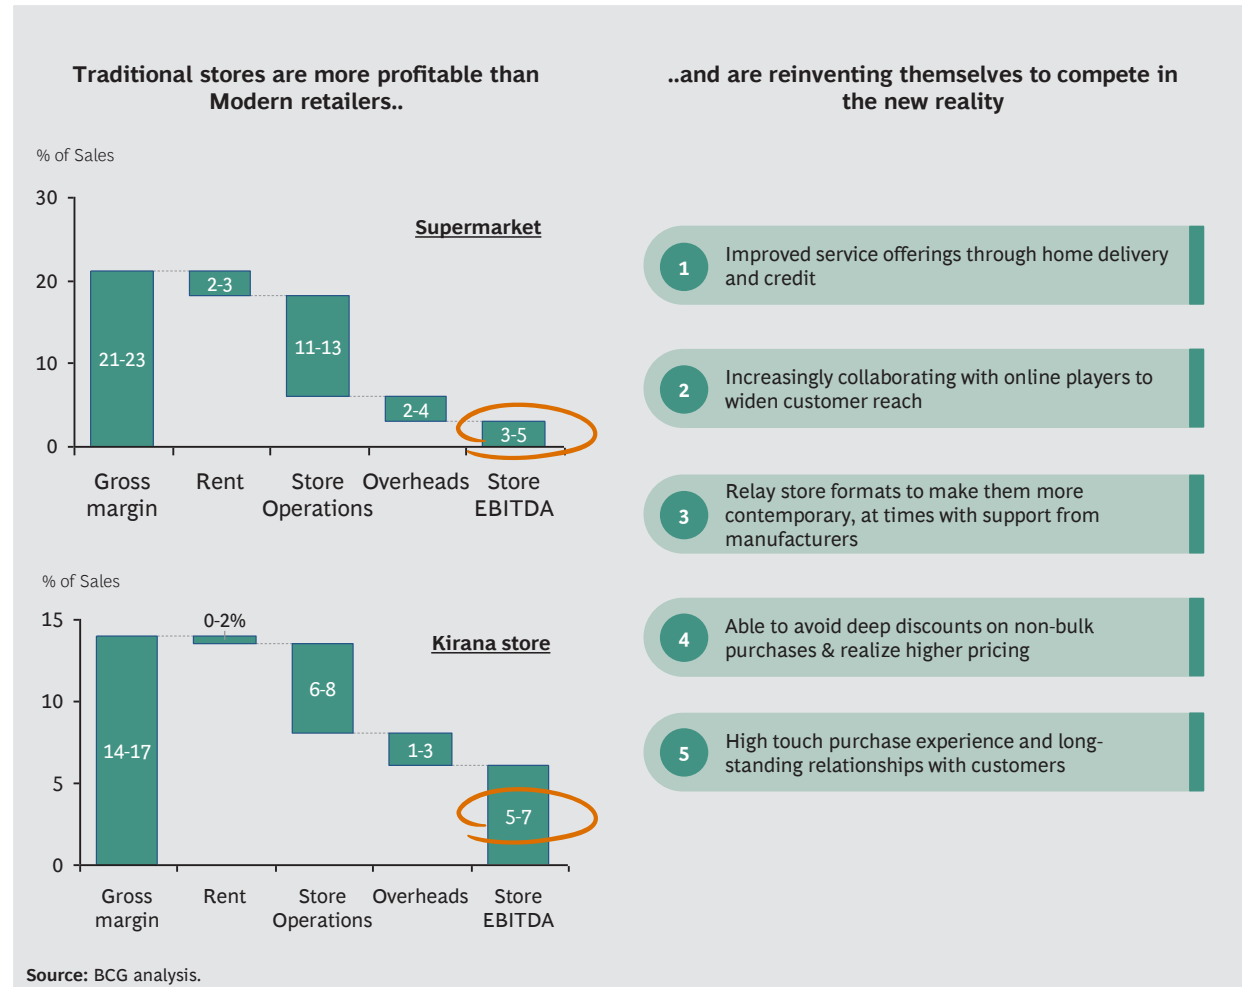 Traditional stores are more profitable than
Modern retailers..
% of Sales
30
20
10
0
Supermarket
21-23
2-3
11-13
2-4
3-5
Gross
margin
Rent
Store
Operations
Overheads
Store
EBITDA
% of Sales
15
10
5
0
Kirana store
14-17
0-2%
6-8
1-3
5-7
Gross
margin
Rent
Store
Operations
Overheads
Store
EBITDA
..and are reinventing themselves to compete in
the new reality
1
Improved service offerings through home delivery
and credit
2
Increasingly collaborating with online players to
widen customer reach
3
Relay store formats to make them more
contemporary, at times with support from
manufacturers
4
Able to avoid deep discounts on non-bulk
purchases & realize higher pricing
5
High touch purchase experience and long-
standing relationships with customers
Source: BCG analysis.